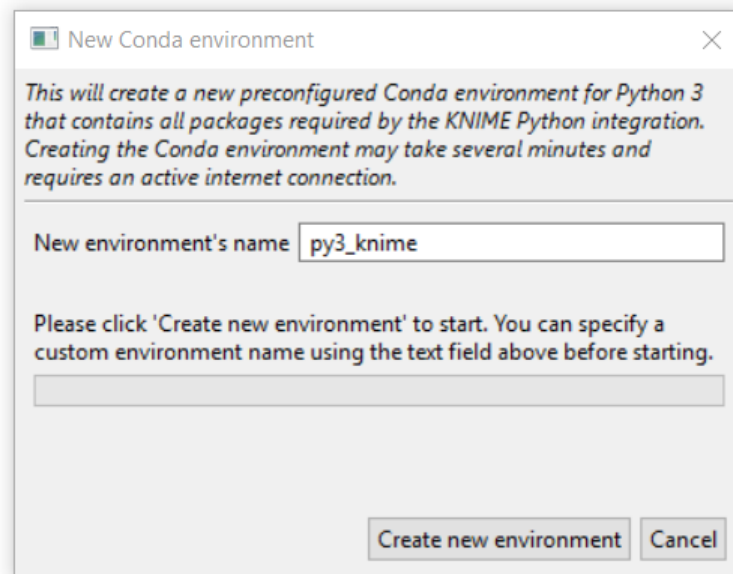 New Conda environment
This will create a new preconfigured Conda environment for Python 3
that contains all packages required by the KNIME Python integration.
Creating the Conda environment may take several minutes and
requires an active internet connection.
New environment's name py3_knime
Please click 'Create new environment' to start. You can specify a
custom environment name using the text field above before starting.
Create new environment Cancel